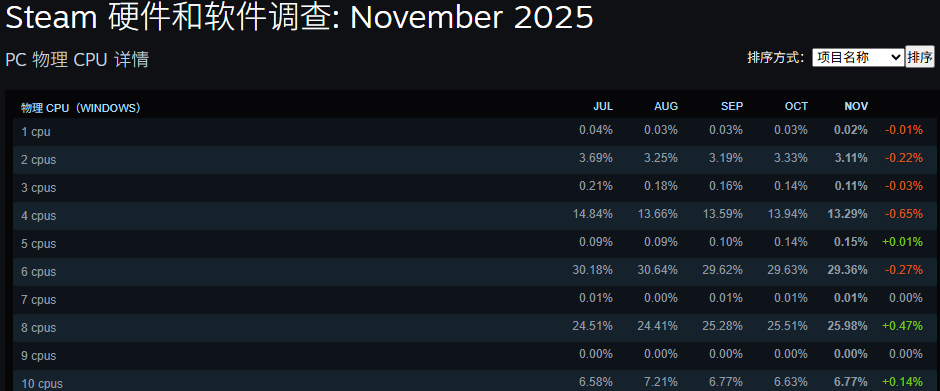 Steam 硬件和软件调查: November 2025
PC 物理 CPU 详情
排序方式: 项目名称 排序
物理 CPU（WINDOWS） JUL AUG SEP OCT NOV
1 cpu 0.04% 0.03% 0.03% 0.03% 0.02% -0.01%
2 cpus 3.69% 3.25% 3.19% 3.33% 3.11% -0.22%
3 cpus 0.21% 0.18% 0.16% 0.14% 0.11% -0.03%
4 cpus 14.84% 13.66% 13.59% 13.94% 13.29% -0.65%
5 cpus 0.09% 0.09% 0.10% 0.14% 0.15% +0.01%
6 cpus 30.18% 30.64% 29.62% 29.63% 29.36% -0.27%
7 cpus 0.01% 0.00% 0.01% 0.01% 0.01% 0.00%
8 cpus 24.51% 24.41% 25.28% 25.51% 25.98% +0.47%
9 cpus 0.00% 0.00% 0.00% 0.00% 0.00% 0.00%
10 cpus 6.58% 7.21% 6.77% 6.63% 6.77% +0.14%